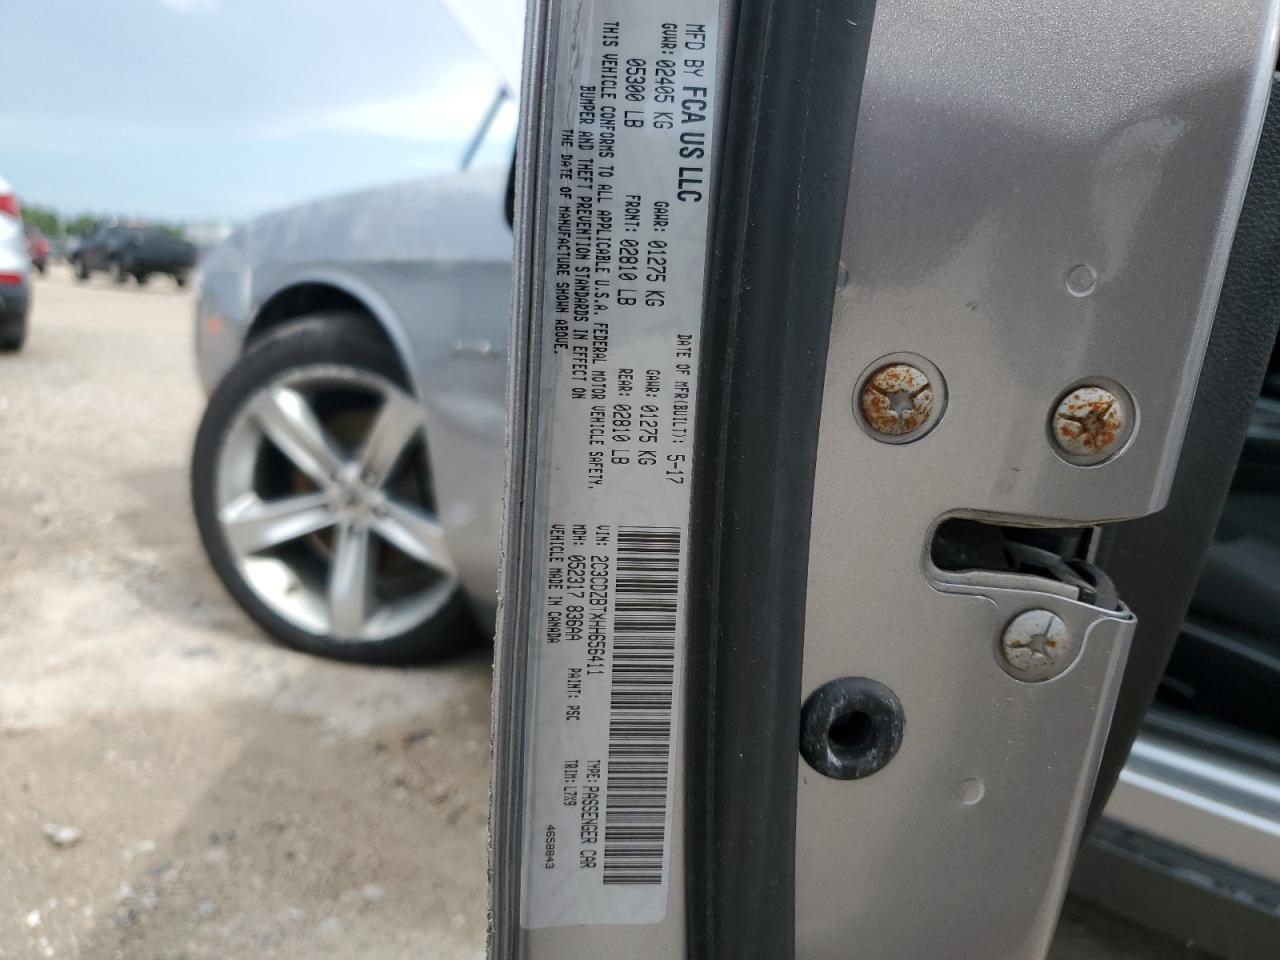 MFD BY FCA US LLC
DATE OF MFR(BUILT): 5-17
GVWR: 02405 KG
GAWR: 01275 KG
GAWR: 01275 KG
05300 LB
FRONT: 02810 LB
REAR: 02810 LB
THIS VEHICLE CONFORMS TO ALL APPLICABLE U.S.A. FEDERAL MOTOR VEHICLE SAFETY,
BUMPER AND THEFT PREVENTION STANDARDS IN EFFECT ON
THE DATE OF MANUFACTURE SHOWN ABOVE.
VIN: 2C3CDZBTXHH656411
TYPE: PASSENGER CAR
MDH: 052317 836AA
PAINT: PSC
TRIM: L7X9
VEHICLE MADE IN CANADA
4658843